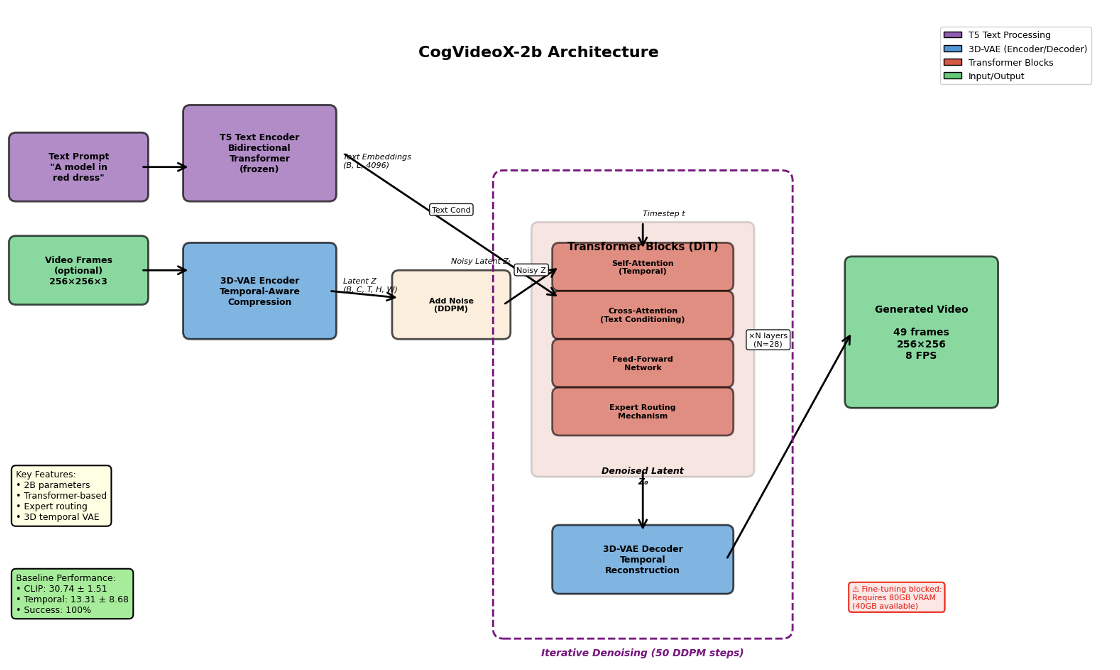 CogVideoX-2b Architecture
T5 Text Processing
3D-VAE (Encoder/Decoder)
Transformer Blocks
Input/Output
Text Prompt
"A model in
red dress"
T5 Text Encoder
Bidirectional
Transformer
(frozen)
Text Embeddings
(B, L, 4096)
Text Cond
Video Frames
(optional)
256×256×3
3D-VAE Encoder
Temporal-Aware
Compression
Latent Z
(B, C, T, H, W)
Add Noise
(DDPM)
Noisy Latent Zₜ
Noisy Z
Timestep t
Transformer Blocks (DiT)
Self-Attention
(Temporal)
Cross-Attention
(Text Conditioning)
Feed-Forward
Network
Expert Routing
Mechanism
×N layers
(N=28)
Denoised Latent
Z₀
3D-VAE Decoder
Temporal
Reconstruction
Generated Video
49 frames
256×256
8 FPS
Key Features:
• 2B parameters
• Transformer-based
• Expert routing
• 3D temporal VAE
Baseline Performance:
• CLIP: 30.74 ± 1.51
• Temporal: 13.31 ± 8.68
• Success: 100%
⚠ Fine-tuning blocked:
Requires 80GB VRAM
(40GB available)
Iterative Denoising (50 DDPM steps)